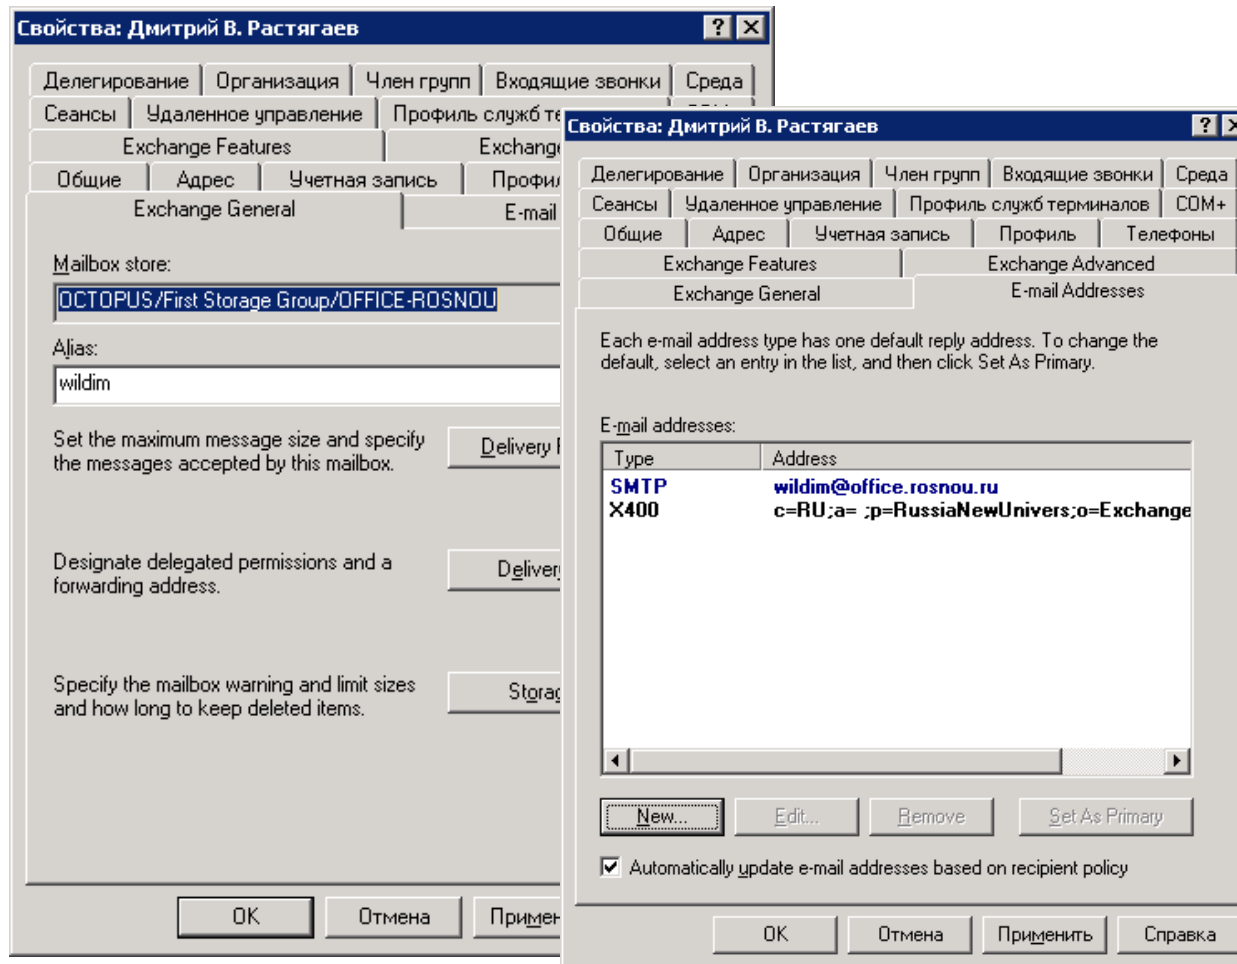 Свойства: Дмитрий В. Растягаев
Делегирование Организация Член групп Входящие звонки Среда
Сеансы Удаленное управление Профиль служб
Exchange Features Exchange
Общие Адрес Учетная запись
Exchange General E-mail
Mailbox store:
OCTOPUS/First Storage Group/OFFICE-ROSNOU
Alias:
wildim
Set the maximum message size and specify
the messages accepted by this mailbox.
Delivery
Designate delegated permissions and a
forwarding address.
Specify the mailbox warning and limit sizes
and how long to keep deleted items.
OK Отмена
Свойства: Дмитрий В. Растягаев
Делегирование Организация Член групп Входящие звонки Среда
Сеансы Удаленное управление Профиль служб терминалов COM+
Общие Адрес Учетная запись Профиль Телефоны
Exchange Features Exchange Advanced
Exchange General E-mail Addresses
Each e-mail address type has one default reply address. To change the
default, select an entry in the list, and then click Set As Primary.
E-mail addresses:
Type Address
SMTP wildim@office.rosnou.ru
X400 c=RU;a= ;p=RussiaNewUnivers;o=Exchange
New... Edit... Remove Set As Primary
Automatically update e-mail addresses based on recipient policy
OK Отмена Применить Справка